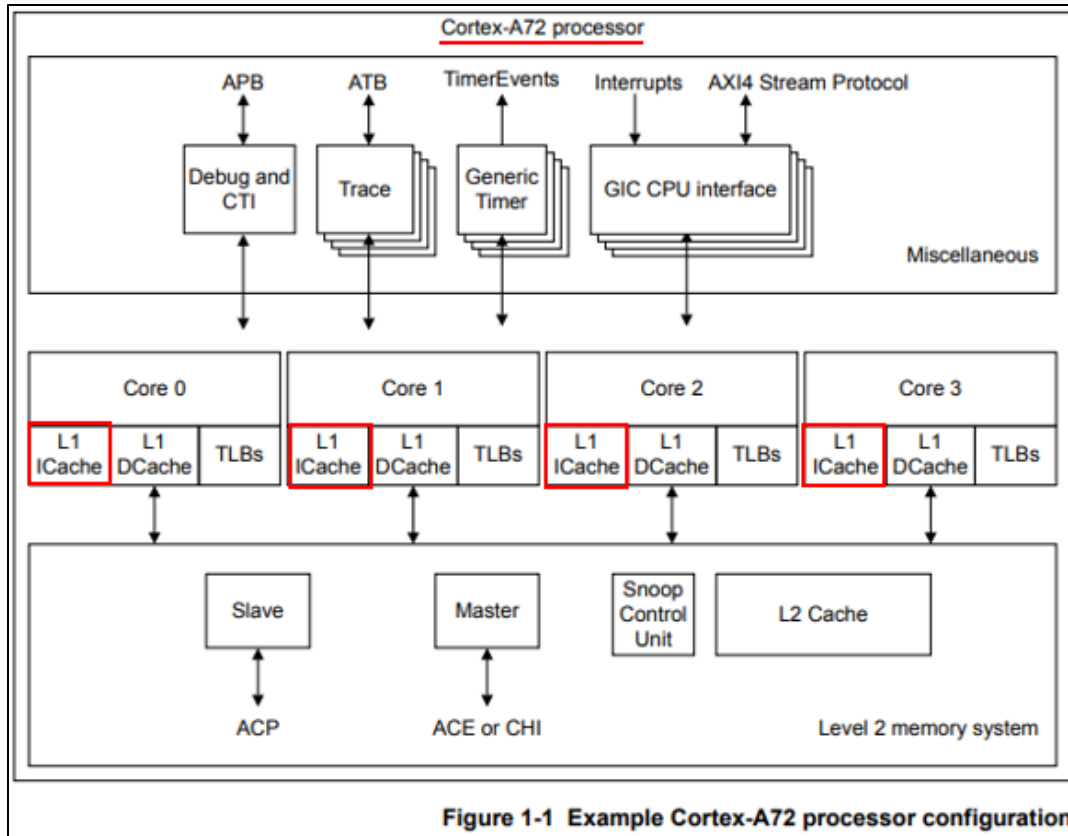 Cortex-A72 processor
APB
ATB
TimerEvents
Interrupts
AXI4 Stream Protocol
Debug and
CTI
Trace
Generic
Timer
GIC CPU interface
Miscellaneous
Core 0
Core 1
Core 2
Core 3
L1
ICache
L1
DCache
TLBs
L1
ICache
L1
DCache
TLBs
L1
ICache
L1
DCache
TLBs
L1
ICache
L1
DCache
TLBs
Slave
Master
Snoop
Control
Unit
L2 Cache
ACP
ACE or CHI
Level 2 memory system
Figure 1-1 Example Cortex-A72 processor configuration